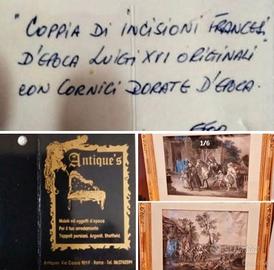 "COPPIA DI INCISIONI FRANCESI,
D'EPOCA LUIGI XVI ORIGINALI
CON CORNICI DORATE D'EPOCA.
Antique's
Mobili ed oggetti d'epoca
Per il tuo arredamento
Tappeti persiani. Argenti. Sheffield.
1/6